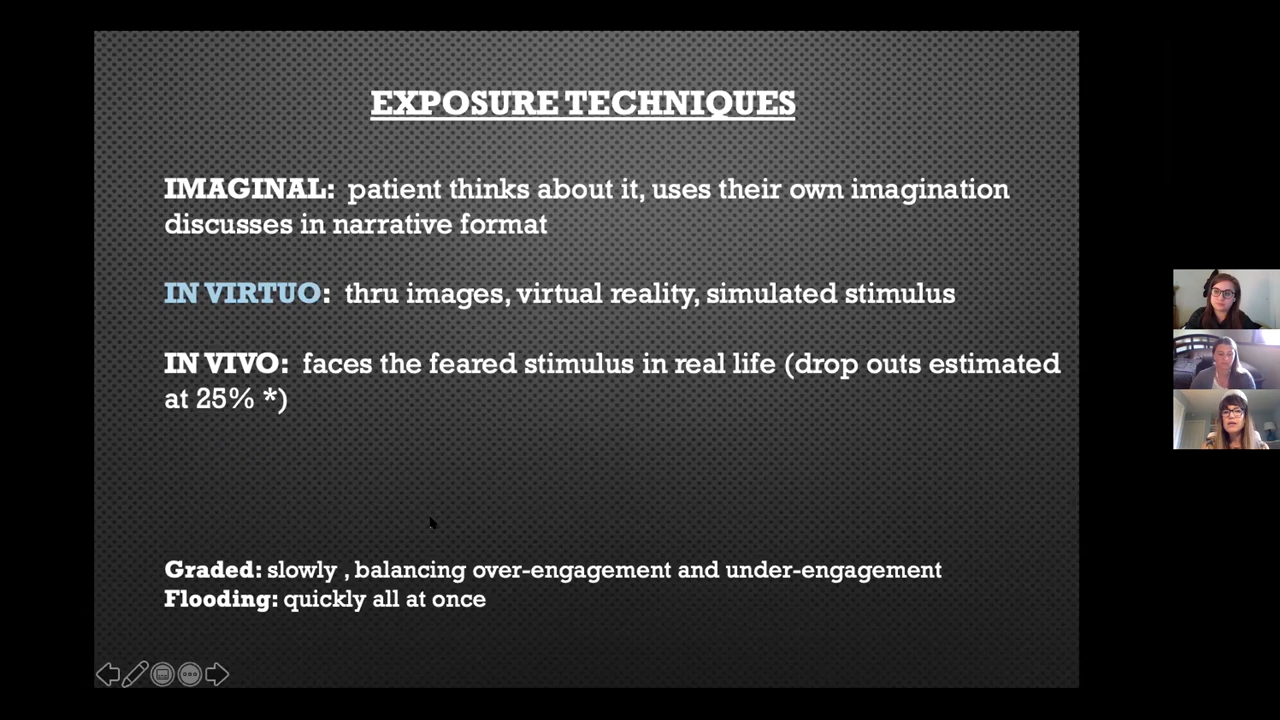 EXPOSURE TECHNIQUES
IMAGINAL: patient thinks about it, uses their own imagination
discusses in narrative format
IN VIRTUO: thru images, virtual reality, simulated stimulus
IN VIVO: faces the feared stimulus in real life (drop outs estimated
at 25% *)
Graded: slowly , balancing over-engagement and under-engagement
Flooding: quickly all at once